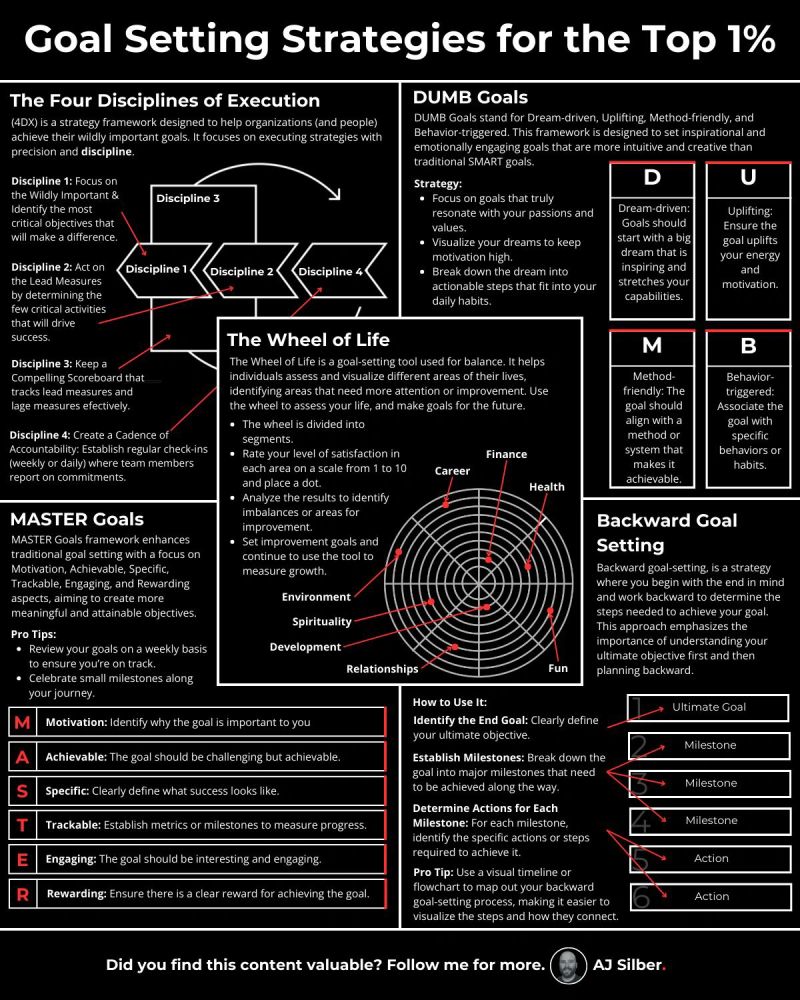 Goal Setting Strategies for the Top 1%
The Four Disciplines of Execution
(4DX) is a strategy framework designed to help organizations (and people)
achieve their wildly important goals. It focuses on executing strategies with
precision and discipline.
Discipline 1: Focus on
the Wildly Important &
Identify the most
critical objectives that
will make a difference.
Discipline 2: Act on
the Lead Measures
by determining the
few critical activities
that will drive
success.
Discipline 3: Keep a
Compelling Scoreboard that
tracks lead measures and
lage measures efectively.
Discipline 4: Create a Cadence of
Accountability: Establish regular check-ins
(weekly or daily) where team members
report on commitments.
Discipline 3
Discipline 1
Discipline 2
Discipline 4
DUMB Goals
DUMB Goals stand for Dream-driven, Uplifting, Method-friendly, and
Behavior-triggered. This framework is designed to set inspirational and
emotionally engaging goals that are more intuitive and creative than
traditional SMART goals.
Strategy:
• Focus on goals that truly
resonate with your passions and
values.
• Visualize your dreams to keep
motivation high.
• Break down the dream into
actionable steps that fit into your
daily habits.
D
Dream-driven:
Goals should
start with a big
dream that is
inspiring and
stretches your
capabilities.
U
Uplifting:
Ensure the
goal uplifts
your energy
and
motivation.
M
Method-
friendly: The
goal should
align with a
method or
system that
makes it
achievable.
B
Behavior-
triggered:
Associate the
goal with
specific
behaviors or
habits.
The Wheel of Life
The Wheel of Life is a goal-setting tool used for balance. It helps
individuals assess and visualize different areas of their lives,
identifying areas that need more attention or improvement. Use
the wheel to assess your life, and make goals for the future.
• The wheel is divided into
segments.
• Rate your level of satisfaction in
each area on a scale from 1 to 10
and place a dot.
• Analyze the results to identify
imbalances or areas for
improvement.
• Set improvement goals and
continue to use the tool to
measure growth.
Finance
Career
Health
Environment
Spirituality
Development
Relationships
Fun
MASTER Goals
MASTER Goals framework enhances
traditional goal setting with a focus on
Motivation, Achievable, Specific,
Trackable, Engaging, and Rewarding
aspects, aiming to create more
meaningful and attainable objectives.
Pro Tips:
• Review your goals on a weekly basis
to ensure you're on track.
• Celebrate small milestones along
your journey.
M Motivation: Identify why the goal is important to you
A Achievable: The goal should be challenging but achievable.
S Specific: Clearly define what success looks like.
T Trackable: Establish metrics or milestones to measure progress.
E Engaging: The goal should be interesting and engaging.
R Rewarding: Ensure there is a clear reward for achieving the goal.
Backward Goal
Setting
Backward goal-setting, is a strategy
where you begin with the end in mind
and work backward to determine the
steps needed to achieve your goal.
This approach emphasizes the
importance of understanding your
ultimate objective first and then
planning backward.
How to Use It:
Identify the End Goal: Clearly define
your ultimate objective.
Establish Milestones: Break down the
goal into major milestones that need
to be achieved along the way.
Determine Actions for Each
Milestone: For each milestone,
identify the specific actions or steps
required to achieve it.
Pro Tip: Use a visual timeline or
flowchart to map out your backward
goal-setting process, making it easier to
visualize the steps and how they connect.
1 Ultimate Goal
2 Milestone
3 Milestone
4 Milestone
5 Action
6 Action
Did you find this content valuable? Follow me for more. AJ Silber.